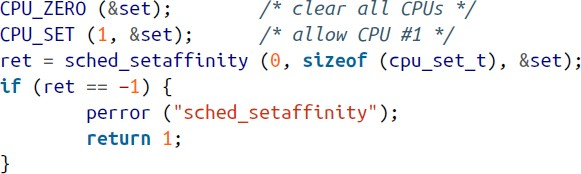 CPU_ZERO (&set);         /* clear all CPUs */
CPU_SET (1, &set);       /* allow CPU #1 */
ret = sched_setaffinity (0, sizeof (cpu_set_t), &set);
if (ret == −1) {
        perror ("sched_setaffinity");
        return 1;
}